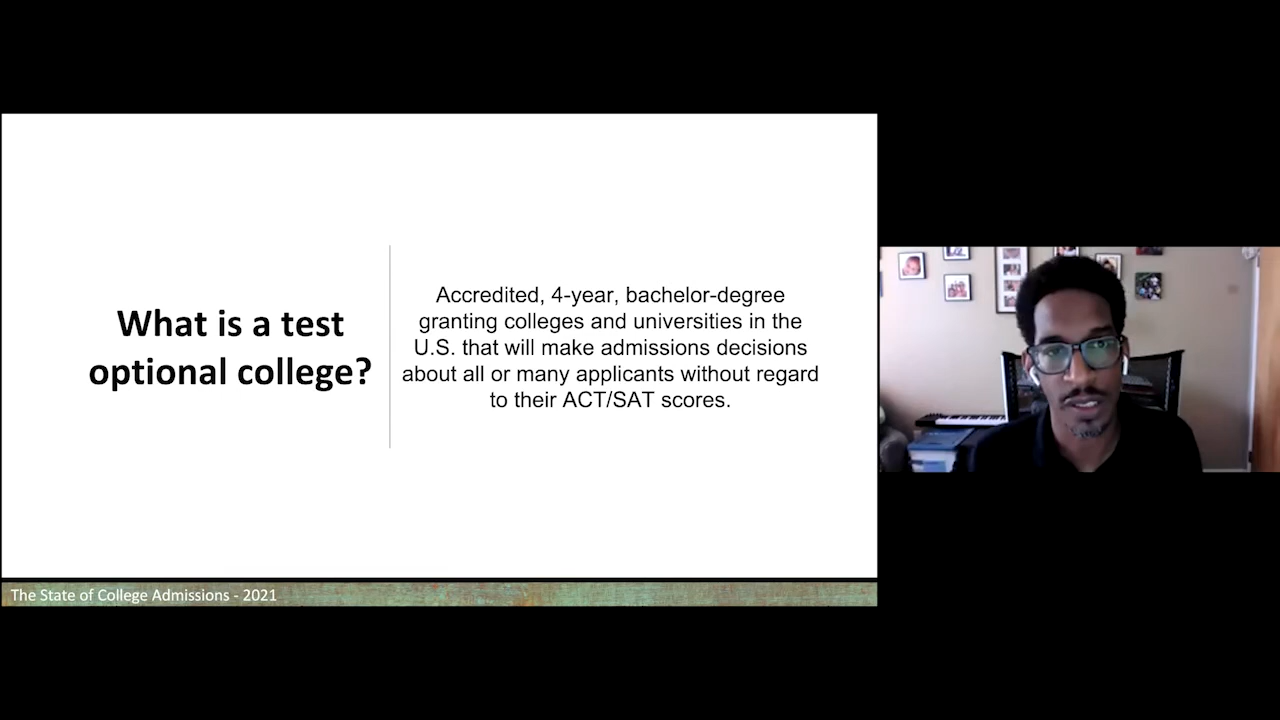 What is a test
optional college?
Accredited, 4-year, bachelor-degree
granting colleges and universities in the
U.S. that will make admissions decisions
about all or many applicants without regard
to their ACT/SAT scores.
The State of College Admissions - 2021